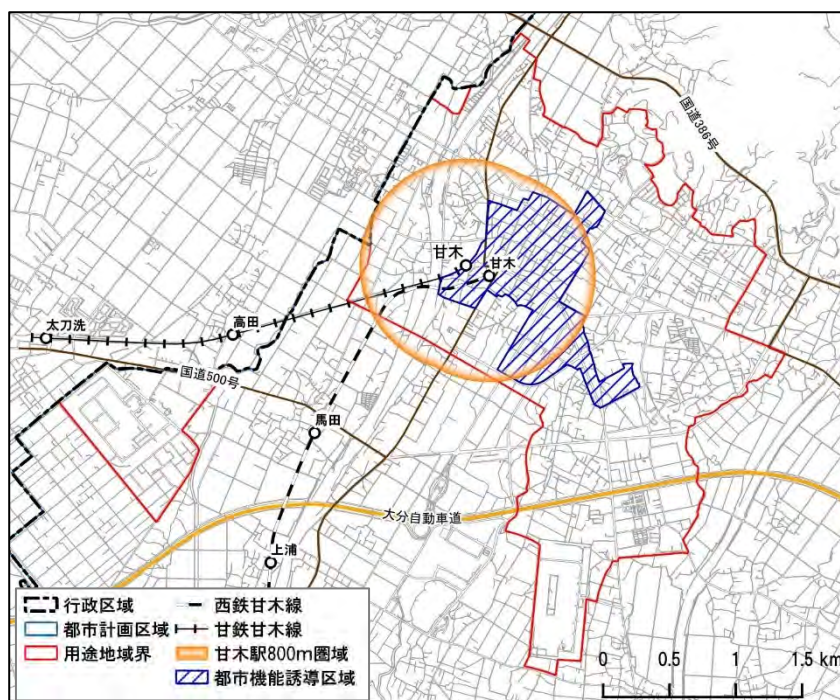 国道386号
甘木
甘木
太刀洗
高田
国道500号
馬田
大分自動車道
上浦
行政区域
都市計画区域
用途地域界
西鉄甘木線
甘鉄甘木線
甘木駅800m圏域
都市機能誘導区域
0 0.5 1 1.5 km